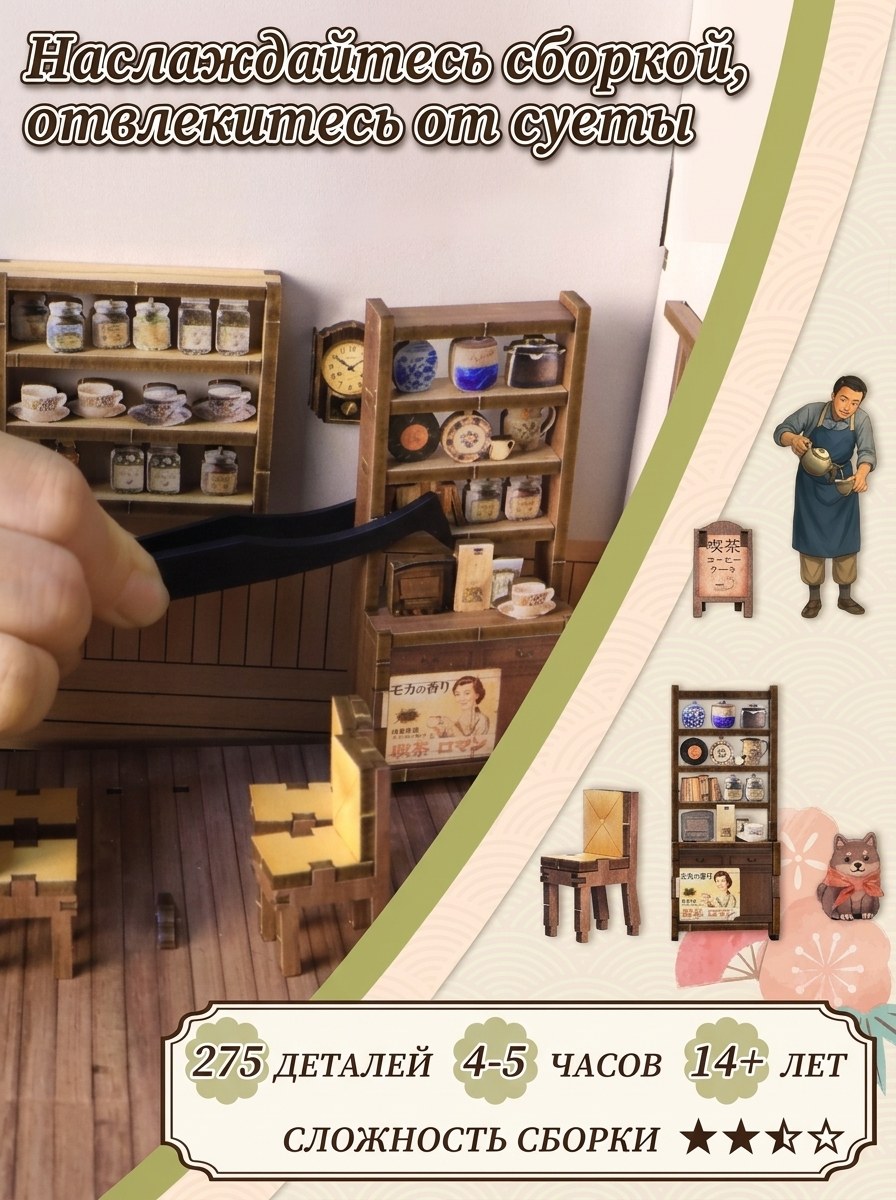 Наслаждайтесь сборкой,
отвлекитесь от суеты
喫茶
コーヒー
モカの香り
喫茶 ロマン
275 ДЕТАЛЕЙ 4-5 ЧАСОВ 14+ ЛЕТ
СЛОЖНОСТЬ СБОРКИ